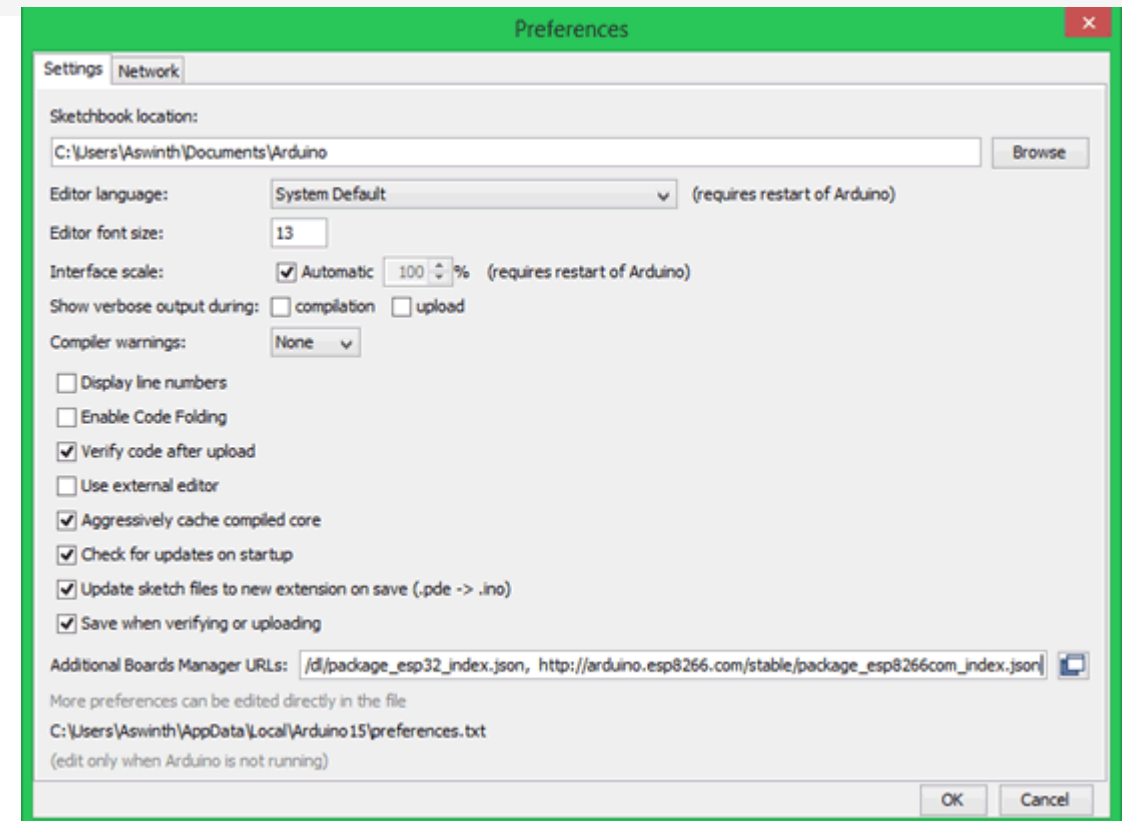 Preferences
Settings Network
Sketchbook location:
C:\Users\Aswinth\Documents\Arduino Browse
Editor language: System Default (requires restart of Arduino)
Editor font size: 13
Interface scale: Automatic 100 % (requires restart of Arduino)
Show verbose output during: compilation upload
Compiler warnings: None
Display line numbers
Enable Code Folding
Verify code after upload
Use external editor
Aggressively cache compiled core
Check for updates on startup
Update sketch files to new extension on save (.pde -> .ino)
Save when verifying or uploading
Additional Boards Manager URLs: /dl/package_esp32_index.json, http://arduino.esp8266.com/stable/package_esp8266com_index.json
More preferences can be edited directly in the file
C:\Users\Aswinth\AppData\Local\Arduino15\preferences.txt
(edit only when Arduino is not running)
OK Cancel